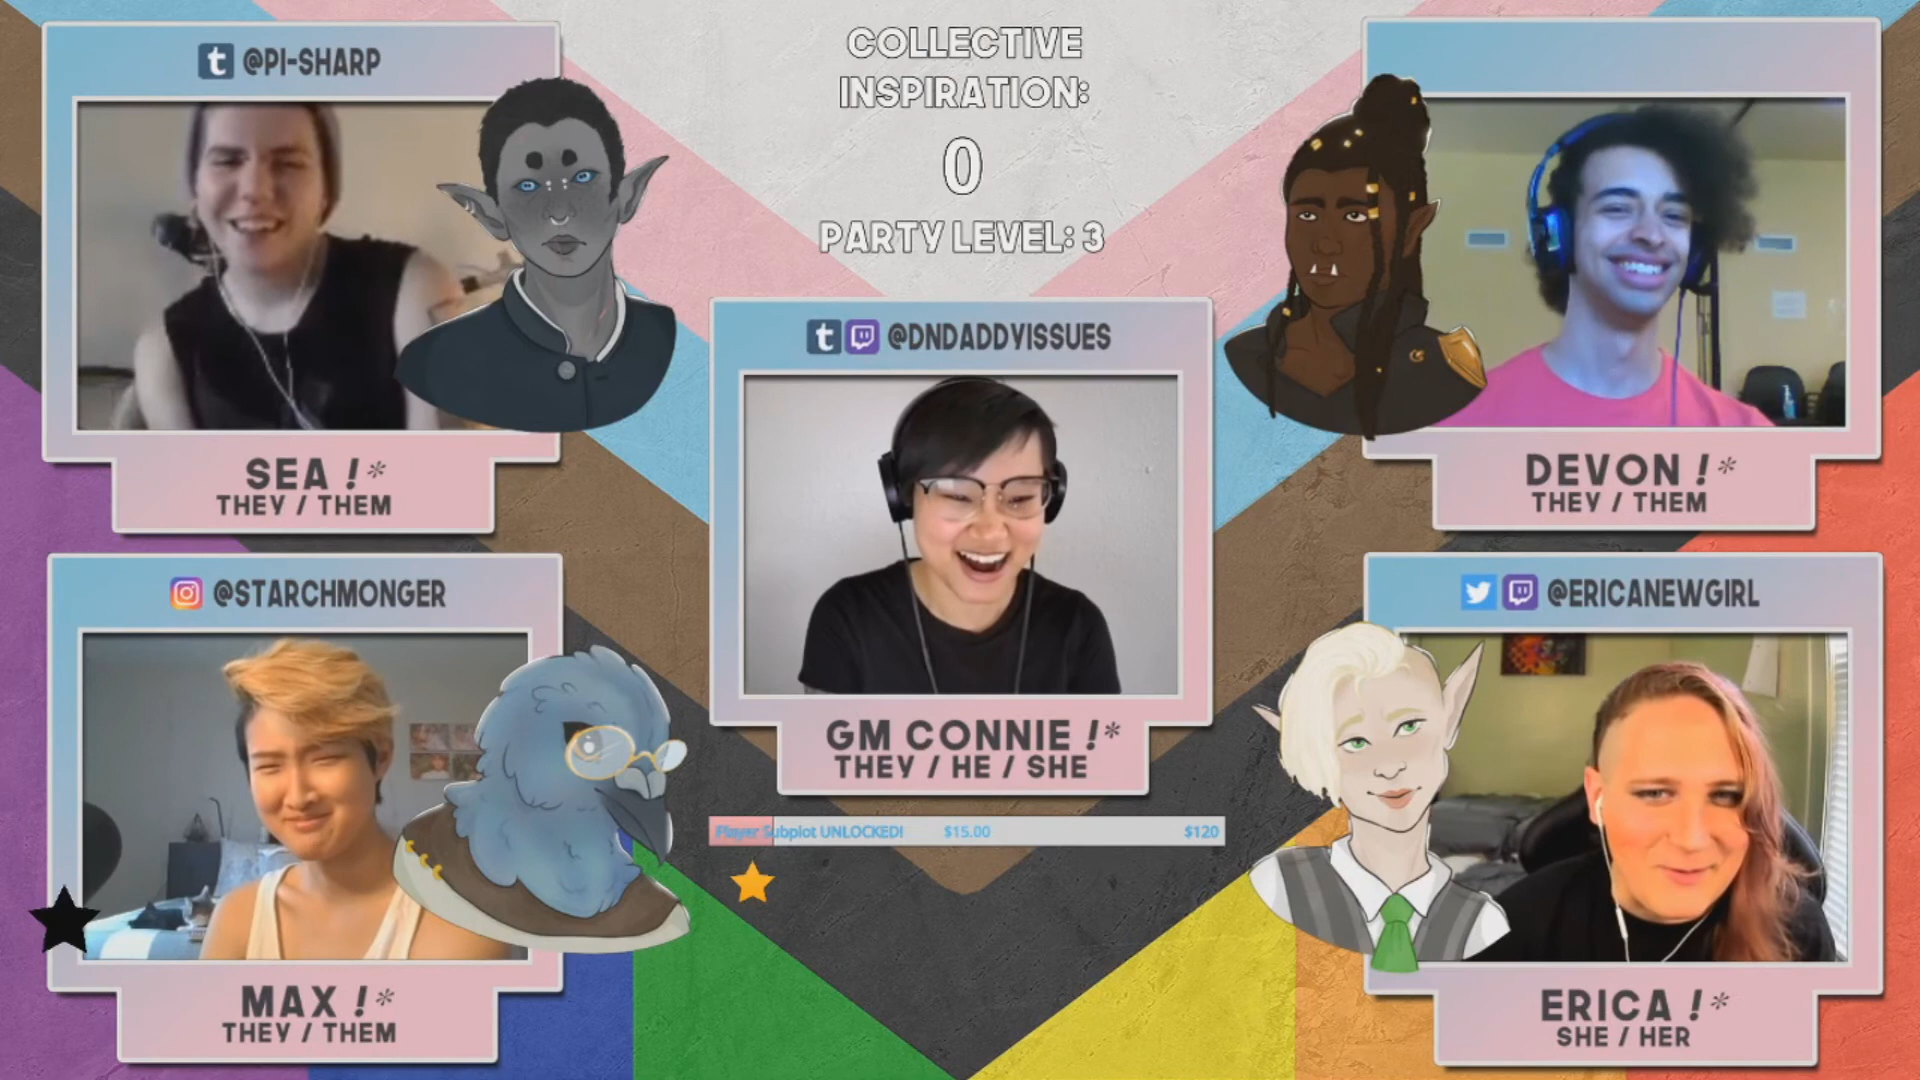 @PI-SHARP
SEA !*
THEY / THEM
COLLECTIVE
INSPIRATION:
0
PARTY LEVEL: 3
DEVON !*
THEY / THEM
@DNDADDYISSUES
GM CONNIE !*
THEY / HE / SHE
@STARCHMONGER
MAX !*
THEY / THEM
Player Subplot UNLOCKED! $15.00 $120
@ERICANEWGIRL
ERICA !*
SHE / HER